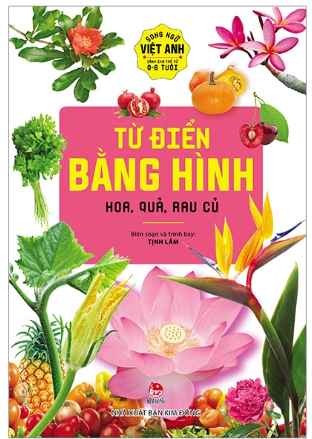 SONG NGỮ
VIỆT ANH
DÀNH CHO TRẺ TỪ
0-6 TUỔI
TỪ ĐIỂN
BẰNG HÌNH
HOA, QUẢ, RAU CỦ
Biên soạn và trình bày:
TỊNH LÂM
NHÀ XUẤT BẢN KIM ĐỒNG